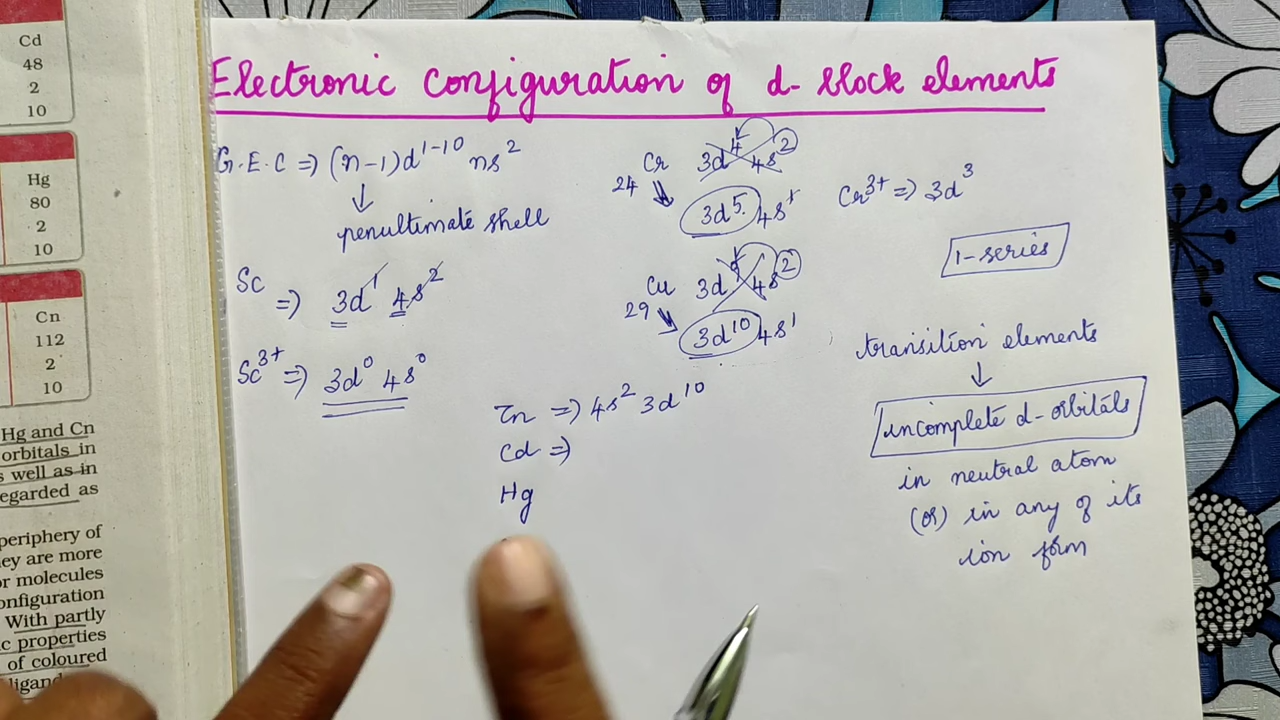 Cd
48
2
10
Hg
80
2
10
Cn
112
2
10
Hg and Cn
orbitals in
well as in
egarded as
periphery of
ey are more
or molecules
onfiguration
With partly
c properties
of coloured
Electronic Configuration of d-block elements
G.E.C ⇒ (n-1)d¹⁻¹⁰ ns²
↓
penultimate shell
Sc ⇒ 3d¹ 4s²
Sc³⁺ ⇒ 3d⁰ 4s⁰
Cr 3d⁴ 4s²
24
3d⁵ 4s¹
Cu 3d⁹ 4s²
29
3d¹⁰ 4s¹
Zn ⇒ 4s² 3d¹⁰
Cd ⇒
Hg
Cr³⁺ ⇒ 3d³
1-series
transition elements
↓
incomplete d-orbitals
in neutral atom
(or) in any of its
ion form